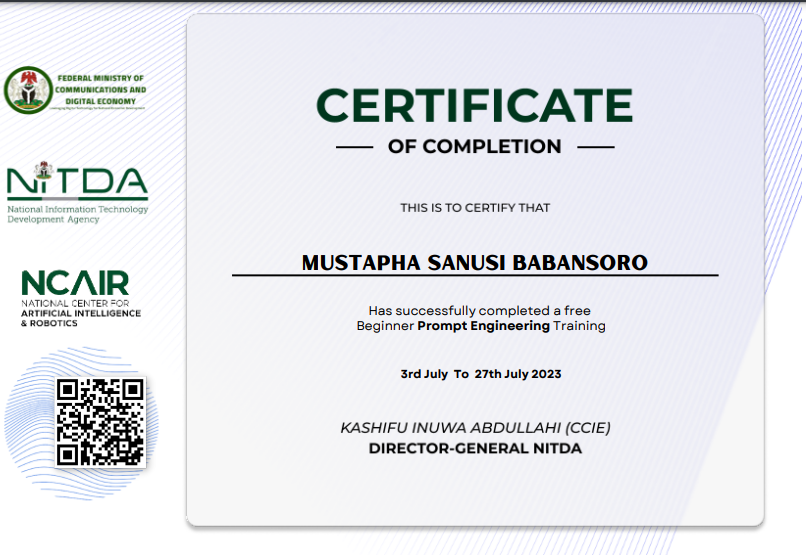 FEDERAL MINISTRY OF
COMMUNICATIONS AND
DIGITAL ECONOMY
NITDA
National Information Technology
Development Agency
NCAIR
NATIONAL CENTER FOR
ARTIFICIAL INTELLIGENCE
& ROBOTICS
CERTIFICATE
OF COMPLETION
THIS IS TO CERTIFY THAT
MUSTAPHA SANUSI BABANSORO
Has successfully completed a free
Beginner Prompt Engineering Training
3rd July To 27th July 2023
KASHIFU INUWA ABDULLAHI (CCIE)
DIRECTOR-GENERAL NITDA